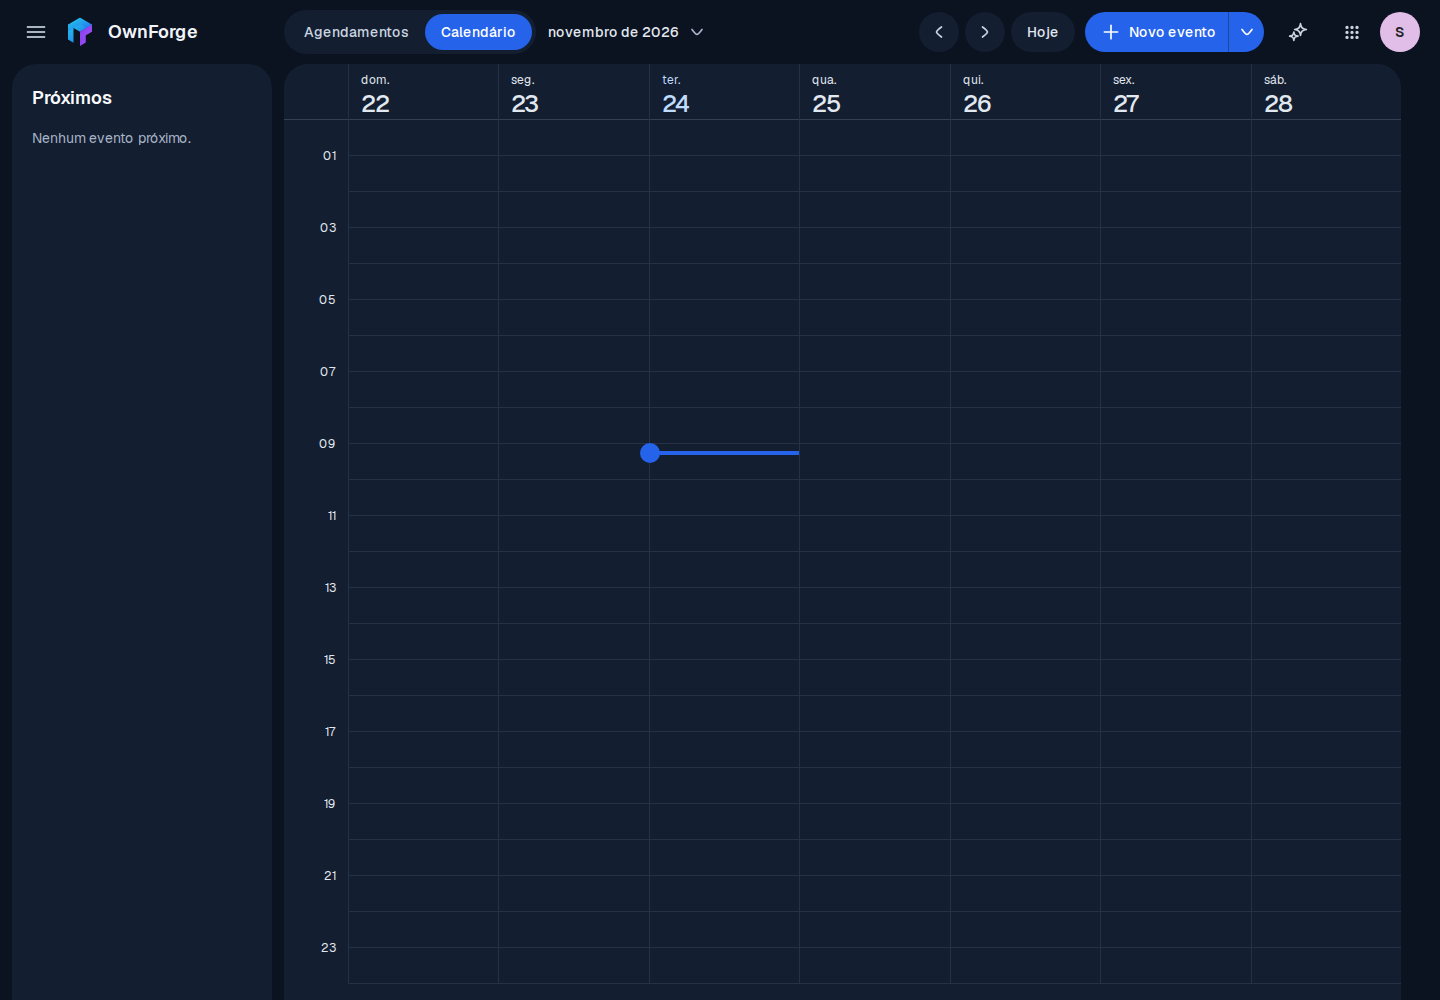 OwnForge
Agendamentos
Calendário
novembro de 2026
Hoje
Novo evento
S
Próximos
Nenhum evento próximo.
dom.
22
seg.
23
ter.
24
qua.
25
qui.
26
sex.
27
sáb.
28
01
03
05
07
09
11
13
15
17
19
21
23